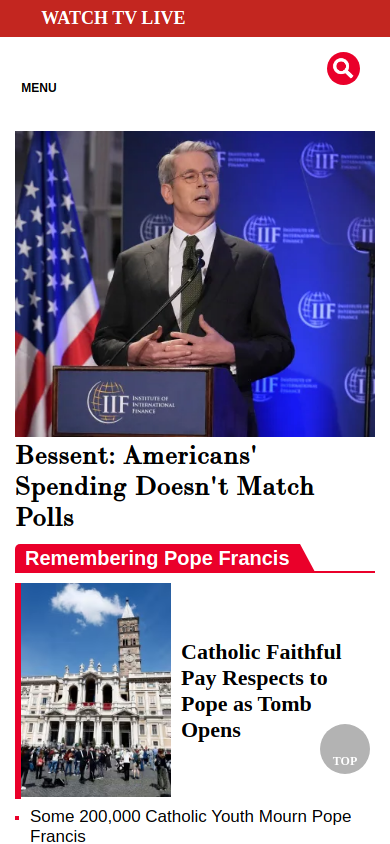 WATCH TV LIVE
MENU
IIF
IIF
INSTITUTE OF
INTERNATIONAL
FINANCE
Bessent: Americans'
Spending Doesn't Match
Polls
Remembering Pope Francis
Catholic Faithful
Pay Respects to
Pope as Tomb
Opens
TOP
Some 200,000 Catholic Youth Mourn Pope
Francis